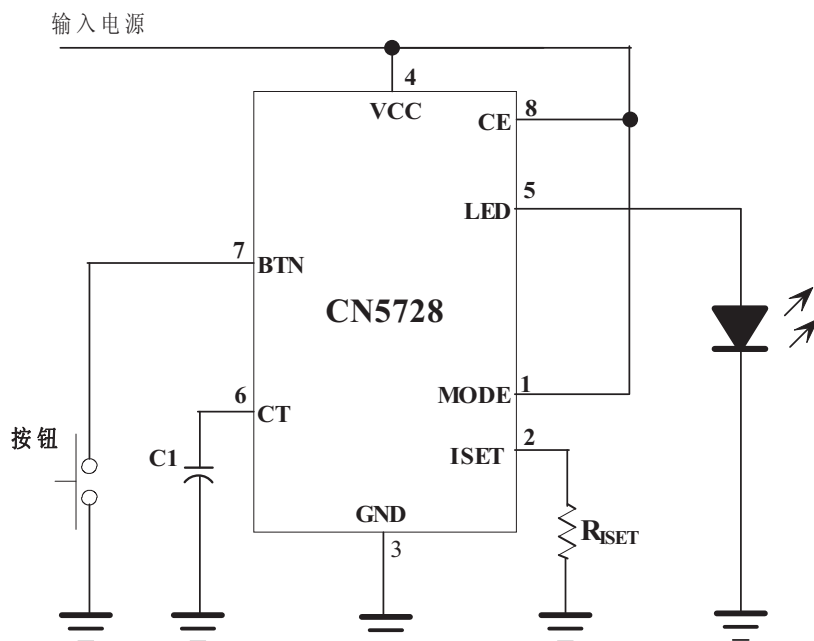 输入电源
4
VCC
CE
8
LED
5
7
BTN
CN5728
6
CT
MODE
1
按钮
C1
ISET
2
GND
3
RISET